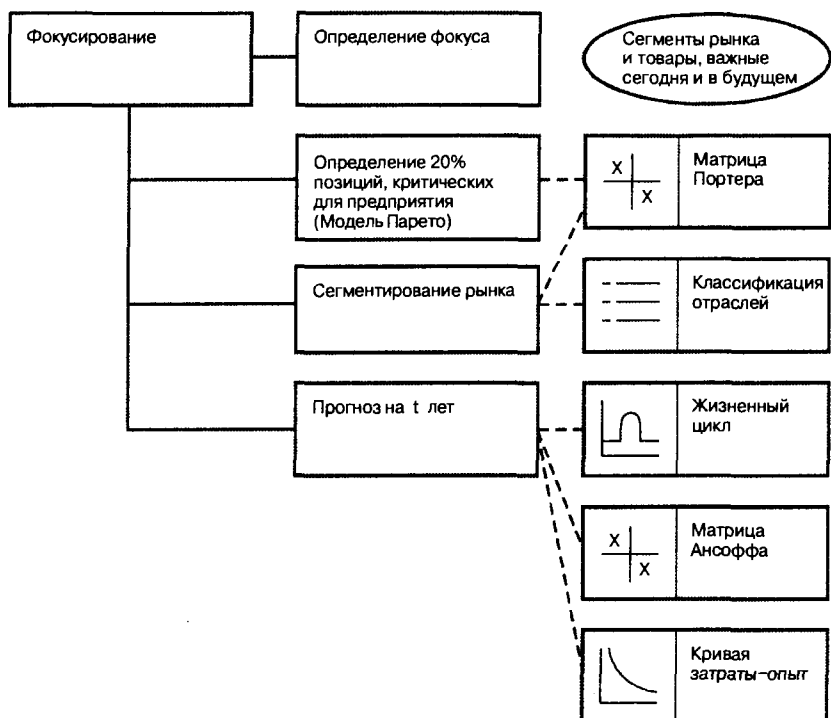 Фокусирование
Определение фокуса
Сегменты рынка
и товары, важные
сегодня и в будущем
Определение 20%
позиций, критических
для предприятия
(Модель Парето)
X
X
Матрица
Портера
Сегментирование рынка
Классификация
отраслей
Прогноз на t лет
Жизненный
цикл
X
X
Матрица
Ансоффа
Кривая
затраты-опыт